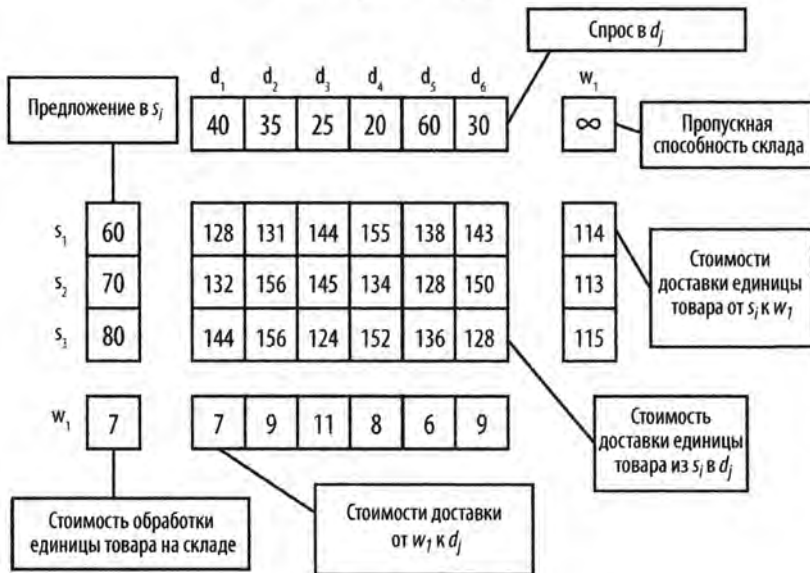 Спрос в dj
d1 d2 d3 d4 d5 d6 w1
Предложение в si
40 35 25 20 60 30 ∞
Пропускная
способность склада
s1 60 128 131 144 155 138 143 114
s2 70 132 156 145 134 128 150 113
s3 80 144 156 124 152 136 128 115
Стоимости
доставки единицы
товара от si к w1
w1 7 7 9 11 8 6 9
Стоимость
доставки единицы
товара из si в dj
Стоимость обработки
единицы товара на складе
Стоимости доставки
от w1 к dj